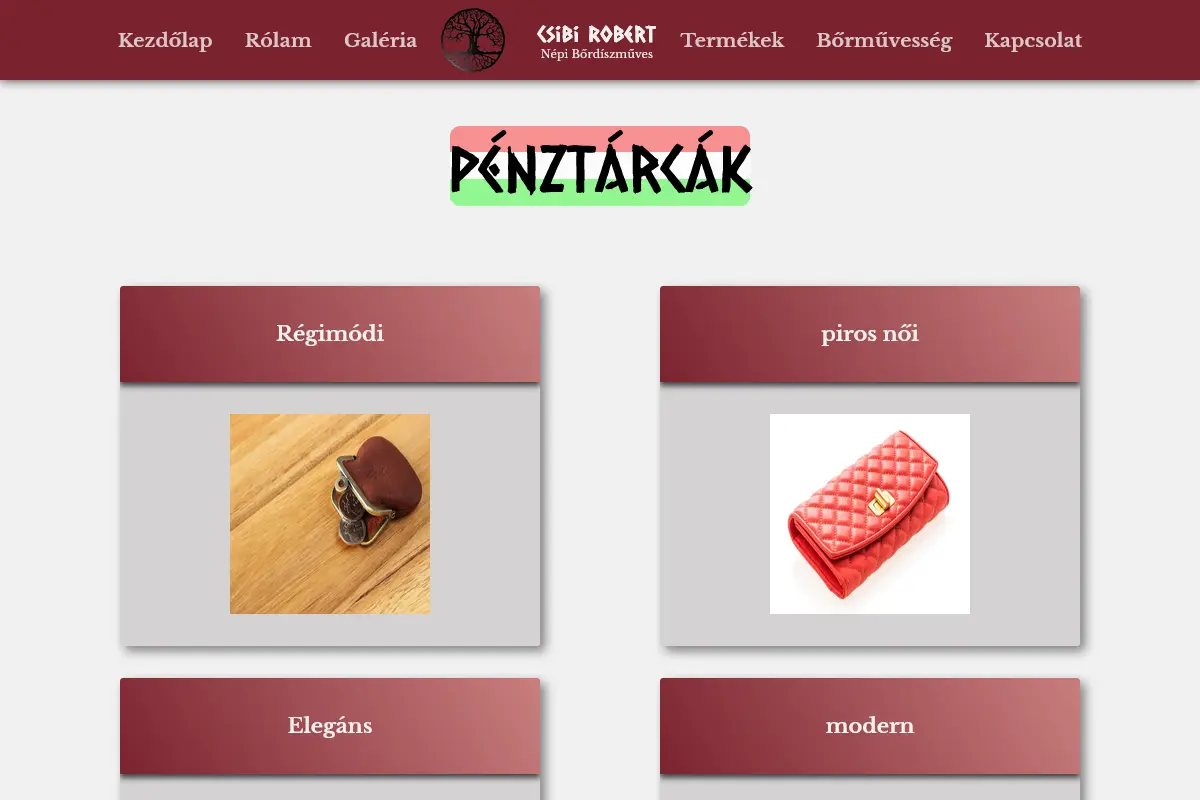 Kezdőlap
Rólam
Galéria
CSIBI ROBERT
Népi Bőrdíszműves
Termékek
Bőrművesség
Kapcsolat
PÉNZTÁRCÁK
Régimódi
piros női
Elegáns
modern